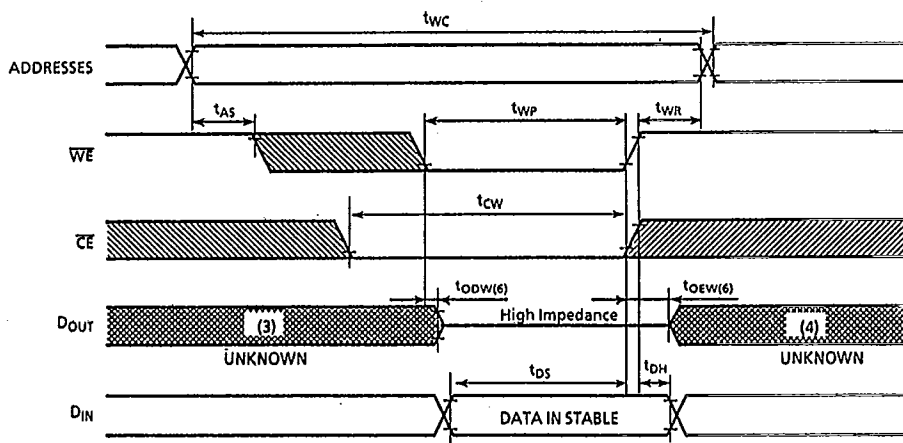 tWC
ADDRESSES
tAS
tWP
tWR
WE
tCW
CE
tODW(6)
tOEW(6)
DOUT
(3)
High Impedance
(4)
UNKNOWN
UNKNOWN
tDS
tDH
DIN
DATA IN STABLE